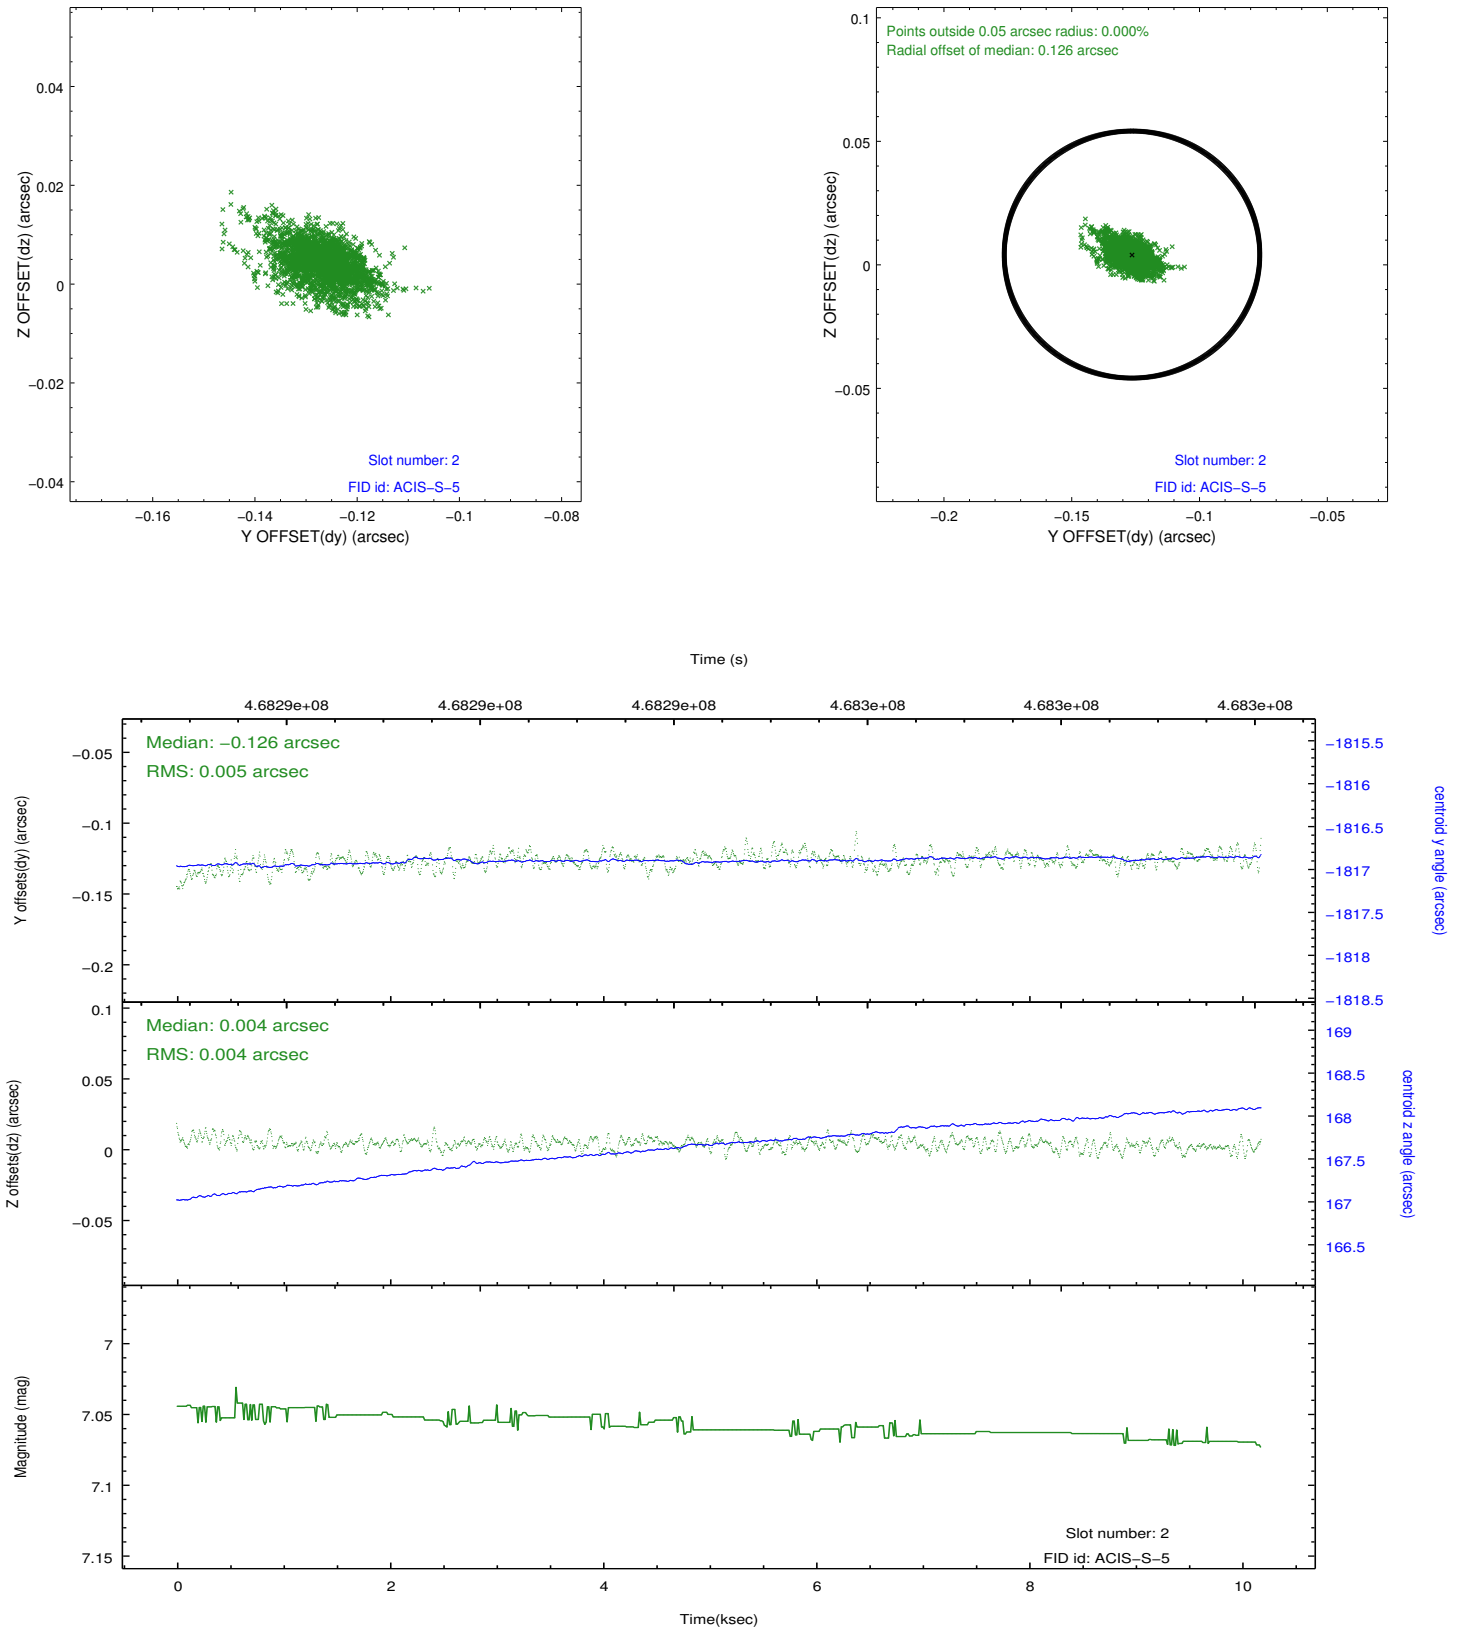 0.04
0.02
0
−0.02
−0.04
Z OFFSET(dz) (arcsec)
Slot number: 2
FID id: ACIS−S−5
−0.16 −0.14 −0.12 −0.1 −0.08
Y OFFSET(dy) (arcsec)
Points outside 0.05 arcsec radius: 0.000%
Radial offset of median: 0.126 arcsec
0.1
0.05
0
−0.05
Z OFFSET(dz) (arcsec)
Slot number: 2
FID id: ACIS−S−5
−0.2 −0.15 −0.1 −0.05
Y OFFSET(dy) (arcsec)
Time (s)
4.6829e+08 4.6829e+08 4.6829e+08 4.683e+08 4.683e+08 4.683e+08
Median: −0.126 arcsec
RMS: 0.005 arcsec
−0.05
−0.1
−0.15
−0.2
Y offsets(dy) (arcsec)
−1815.5
−1816
−1816.5
−1817
−1817.5
−1818
−1818.5
centroid y angle (arcsec)
Median: 0.004 arcsec
RMS: 0.004 arcsec
0.1
0.05
0
−0.05
Z offsets(dz) (arcsec)
169
168.5
168
167.5
167
166.5
centroid z angle (arcsec)
7
7.05
7.1
7.15
Magnitude (mag)
Slot number: 2
FID id: ACIS−S−5
0 2 4 6 8 10
Time(ksec)